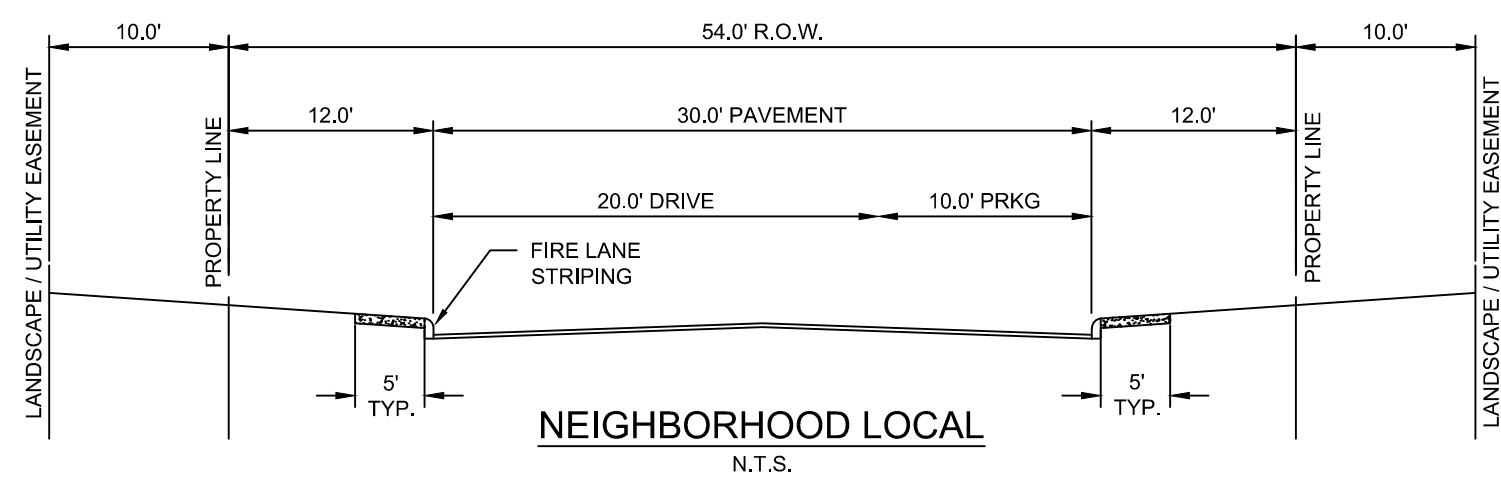 10.0'
54.0' R.O.W.
10.0'
12.0'
30.0' PAVEMENT
12.0'
20.0' DRIVE
10.0' PRKG
LANDSCAPE / UTILITY EASEMENT
PROPERTY LINE
FIRE LANE
STRIPING
PROPERTY LINE
LANDSCAPE / UTILITY EASEMENT
5'
TYP.
5'
TYP.
NEIGHBORHOOD LOCAL
N.T.S.